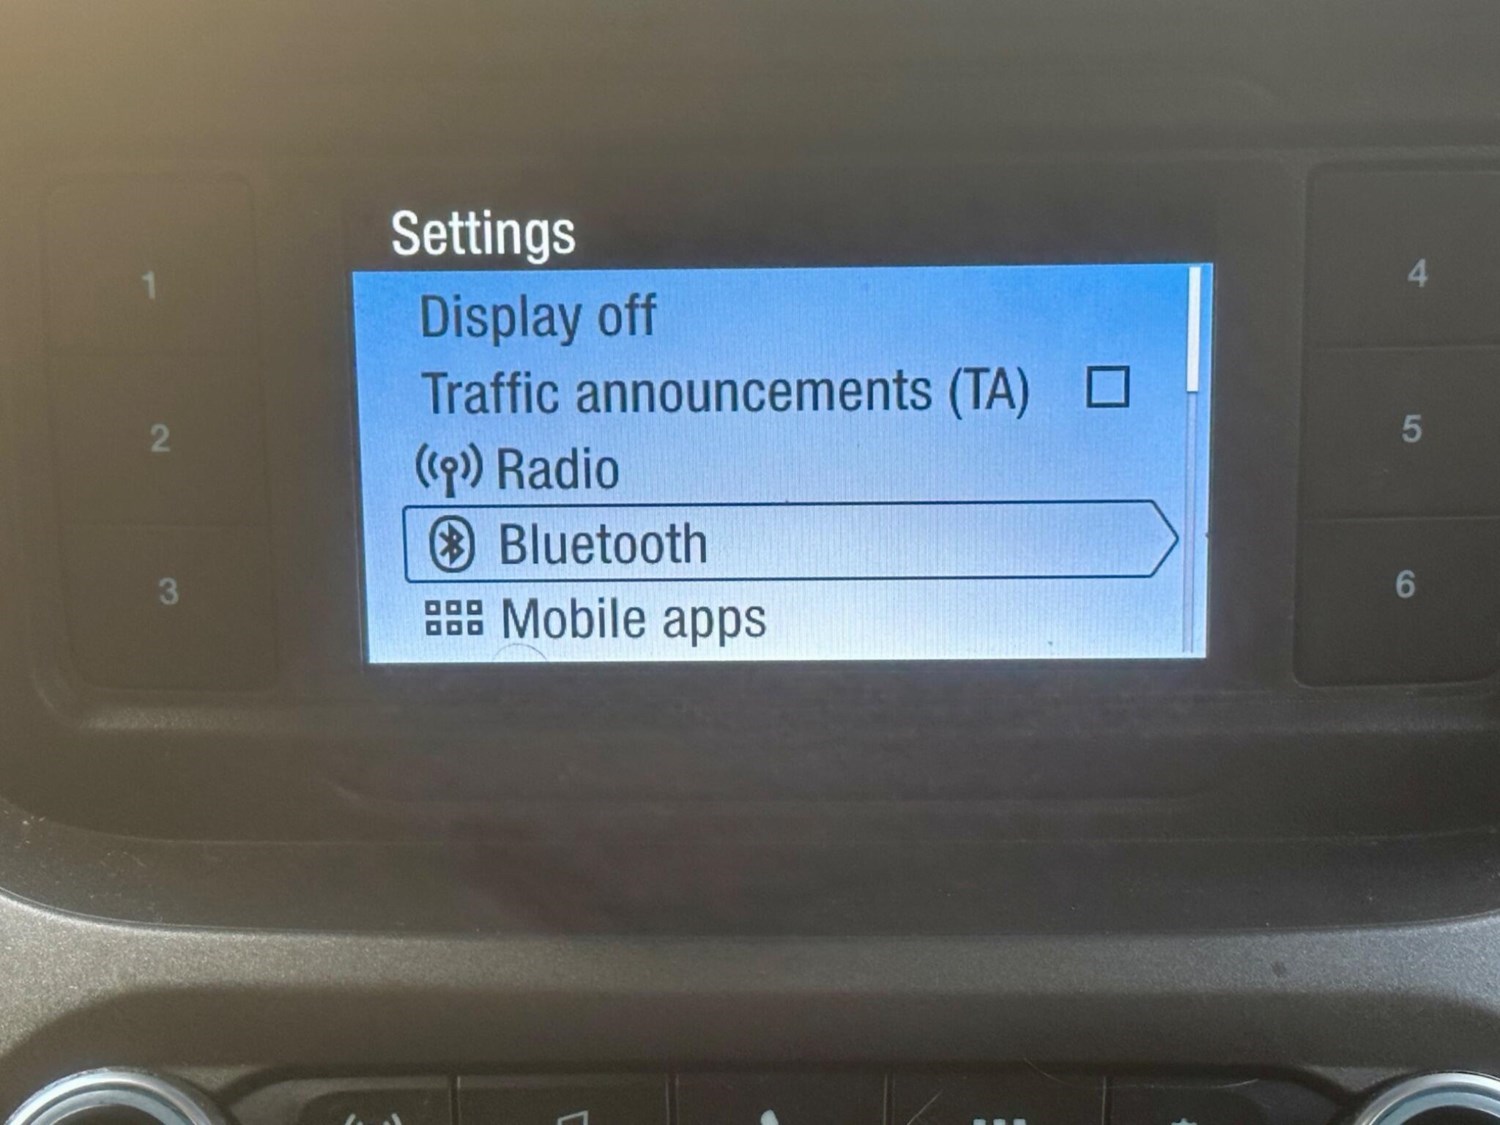 Settings
Display off
Traffic announcements (TA)
Radio
Bluetooth
Mobile apps
1
2
3
4
5
6